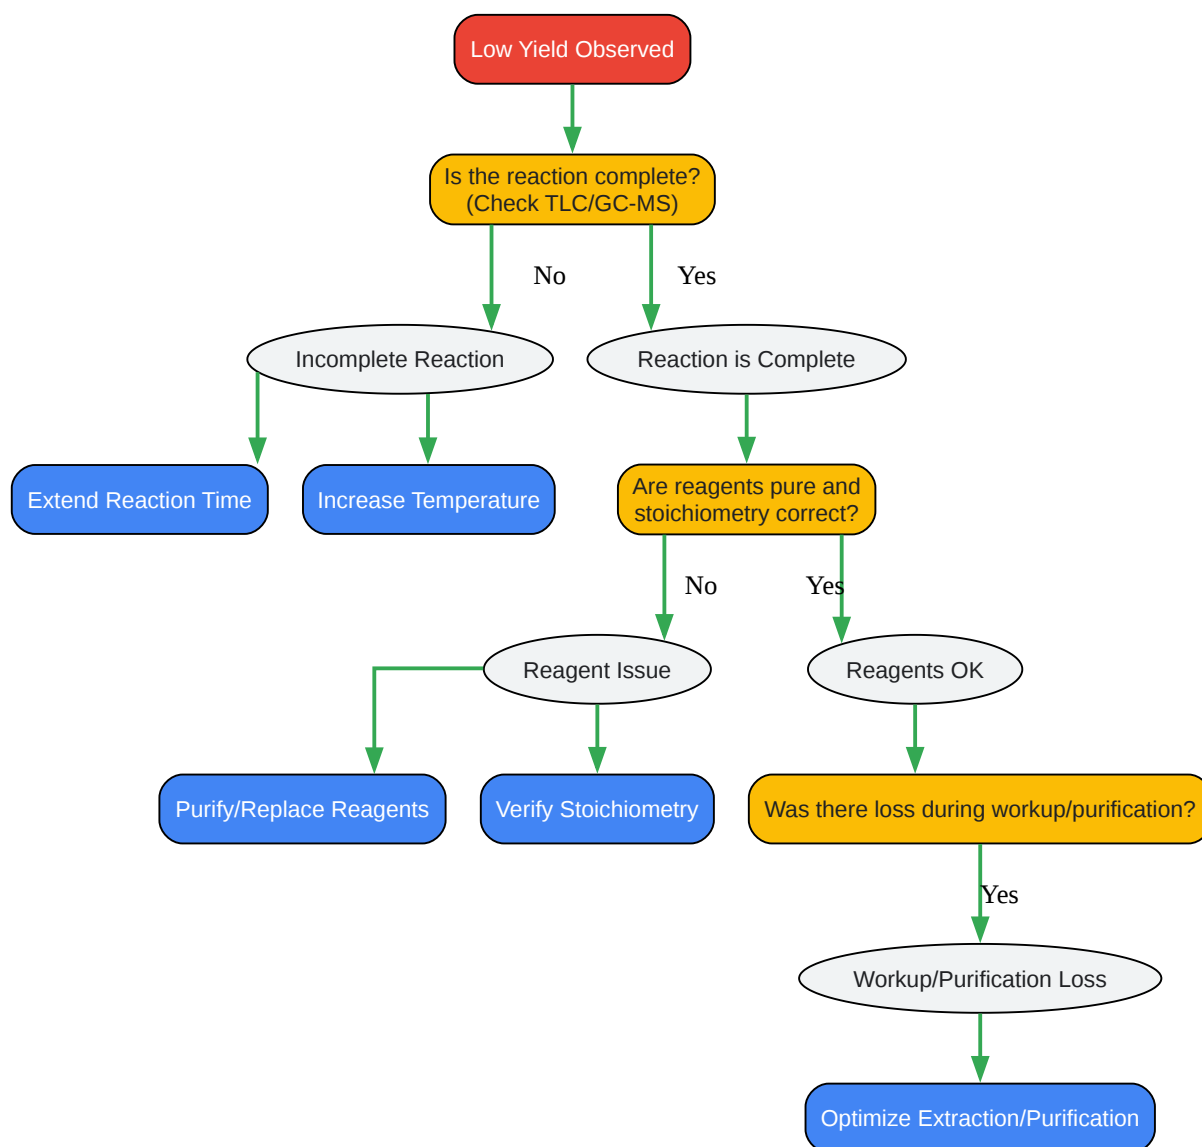 Low Yield Observed
Is the reaction complete?
(Check TLC/GC-MS)
No
Yes
Incomplete Reaction
Reaction is Complete
Extend Reaction Time
Increase Temperature
Are reagents pure and
stoichiometry correct?
No
Yes
Reagent Issue
Reagents OK
Purify/Replace Reagents
Verify Stoichiometry
Was there loss during workup/purification?
Yes
Workup/Purification Loss
Optimize Extraction/Purification